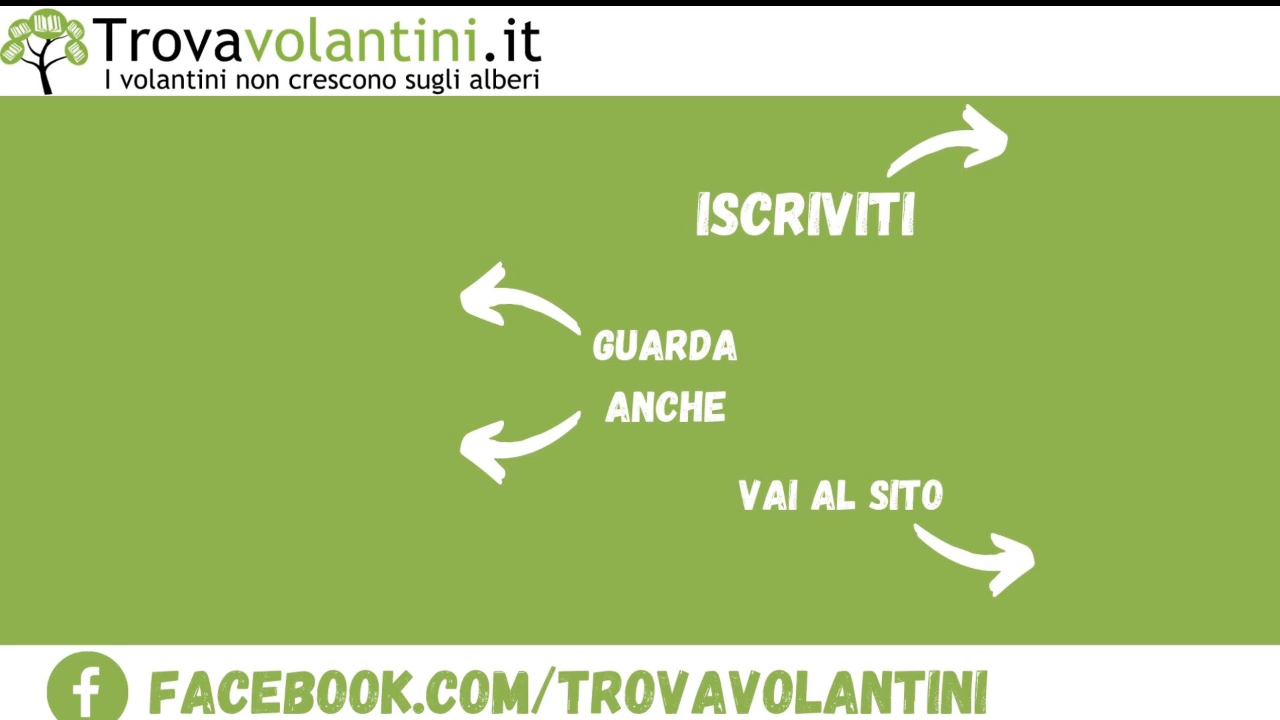 Trovavolantini.it
I volantini non crescono sugli alberi
ISCRIVITI
GUARDA
ANCHE
VAI AL SITO
f FACEBOOK.COM/TROVAVOLANTINI